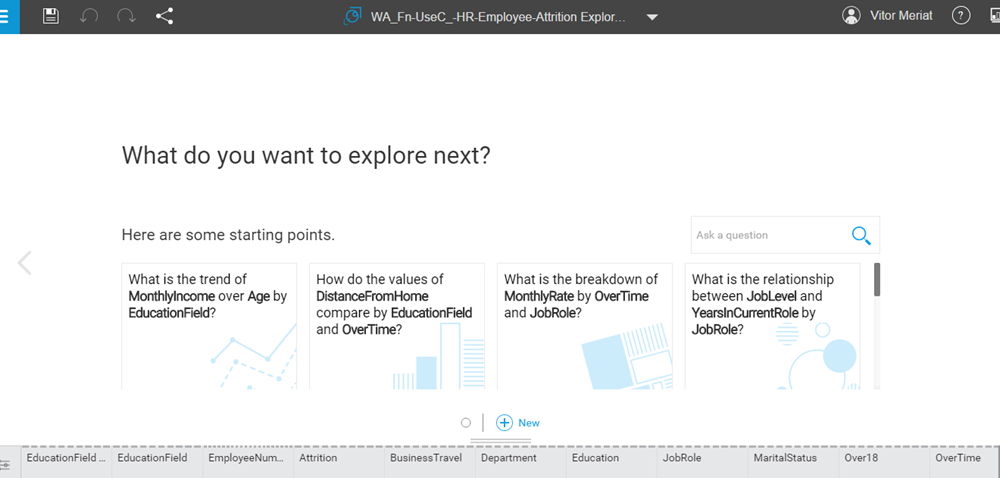 WA_Fn-UseC_-HR-Employee-Attrition Explor...
Vitor Meriat
?
What do you want to explore next?
Here are some starting points.
Ask a question
What is the trend of
MonthlyIncome over Age by
EducationField?
How do the values of
DistanceFromHome
compare by EducationField
and OverTime?
What is the breakdown of
MonthlyRate by OverTime
and JobRole?
What is the relationship
between JobLevel and
YearsInCurrentRole by
JobRole?
New
EducationField ... EducationField EmployeeNum... Attrition BusinessTravel Department Education JobRole MaritalStatus Over18 OverTime